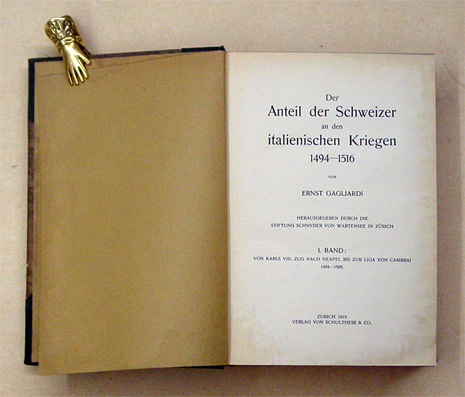 Der
Anteil der Schweizer
an den
italienischen Kriegen
1494—1516
VON
ERNST GAGLIARDI
HERAUSGEGEBEN DURCH DIE
STIFTUNG SCHNYDER VON WARTENSEE IN ZÜRICH
I. BAND:
VON KARLS VIII. ZUG NACH NEAPEL BIS ZUR LIGA VON CAMBRAI
1494—1509.
ZÜRICH 1919
VERLAG VON SCHULTHESS & CO.